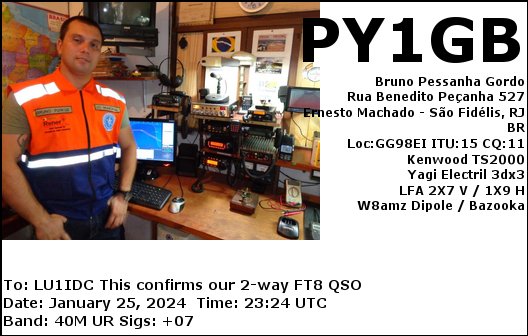 PY1GB
Bruno Pessanha Gordo
Rua Benedito Peçanha 527
Ernesto Machado - São Fidélis, RJ
BR
Loc:GG98EI ITU:15 CQ:11
Kenwood TS2000
Yagi Electril 3dx3
LFA 2X7 V / 1X9 H
W8amz Dipole / Bazooka
Rener
To: LU1IDC This confirms our 2-way FT8 QSO
Date: January 25, 2024 Time: 23:24 UTC
Band: 40M UR Sigs: +07